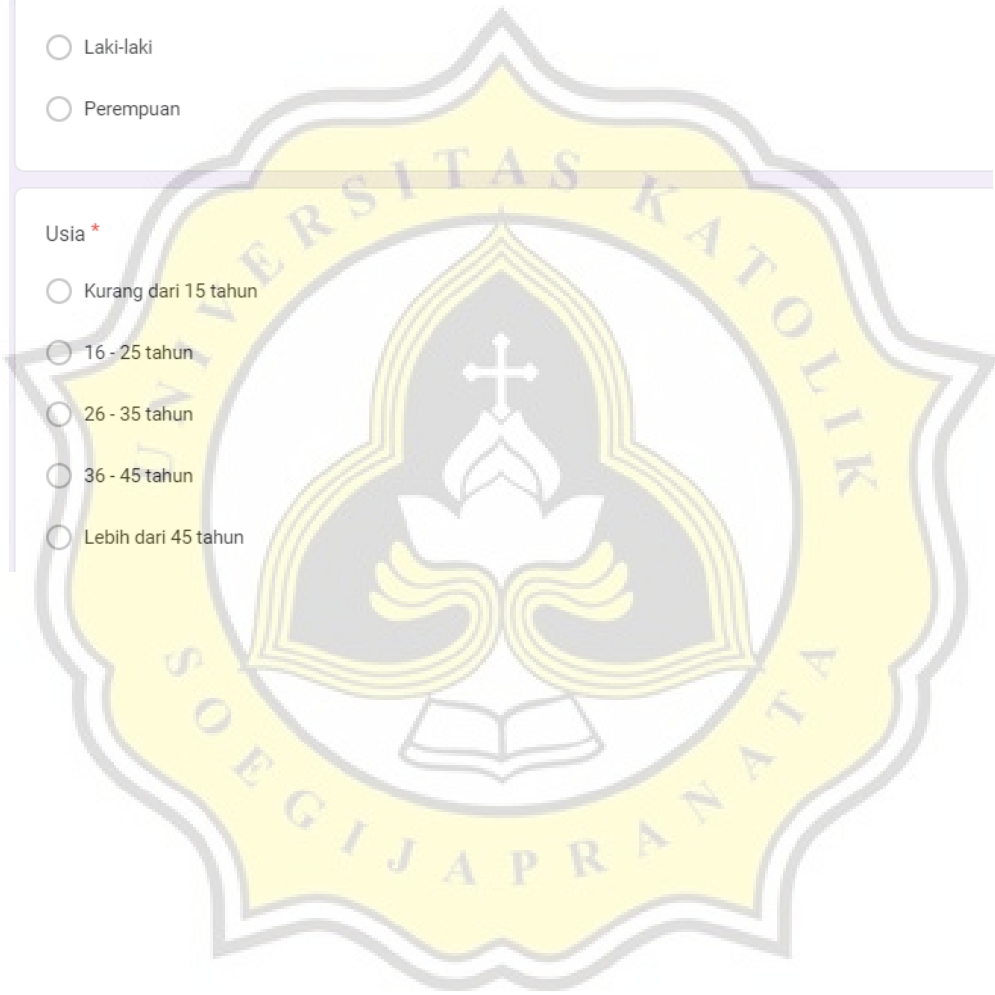 Laki-laki
Perempuan
Usia *
Kurang dari 15 tahun
16 - 25 tahun
26 - 35 tahun
36 - 45 tahun
Lebih dari 45 tahun
UNIVERSITAS KATOLIK
SOEGIJAPRANATA